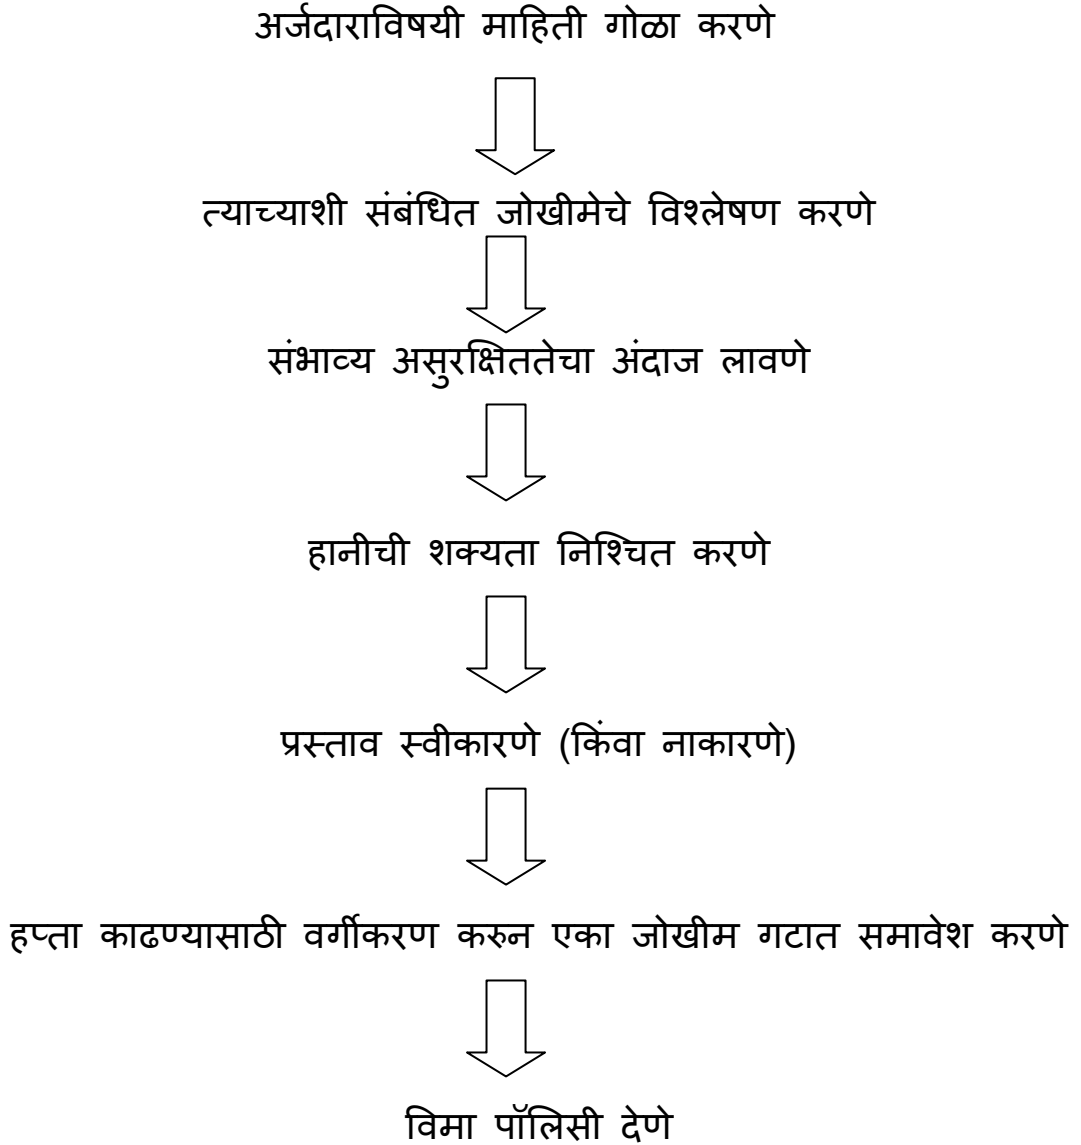 अर्जदाराविषयी माहिती गोळा करणे
त्याच्याशी संबंधित जोखीमेचे विश्लेषण करणे
संभाव्य असुरक्षिततेचा अंदाज लावणे
हानीची शक्यता निश्चित करणे
प्रस्ताव स्वीकारणे (किंवा नाकारणे)
हप्ता काढण्यासाठी वर्गीकरण करुन एका जोखीम गटात समावेश करणे
विमा पॉलिसी देणे